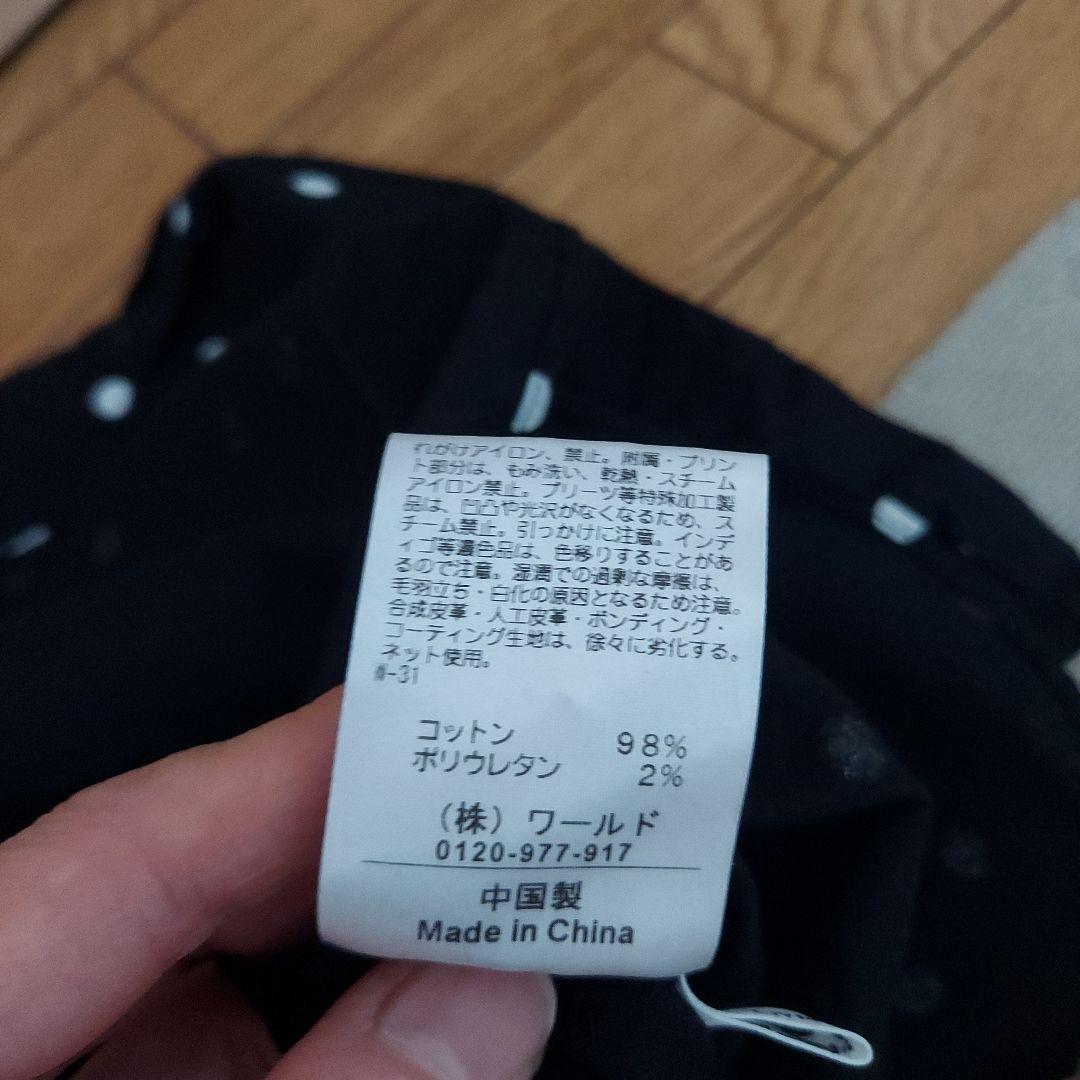 れがけアイロン、禁止。附属・プリン
ト部分は、もみ洗い、乾熱・スチーム
アイロン禁止。プリーツ等特殊加工製
品は、凹凸や光沢がなくなるため、ス
チーム禁止。引っかけに注意。インデ
ィゴ等濃色品は、色移りすることがあ
るので注意。湿潤での過剰な摩擦は、
毛羽立ち・白化の原因となるため注意。
合成皮革・人工皮革・ボンディング・
コーティング生地は、徐々に劣化する。
ネット使用。
W-31
コットン 98%
ポリウレタン 2%
(株) ワールド
0120-977-917
中国製
Made in China